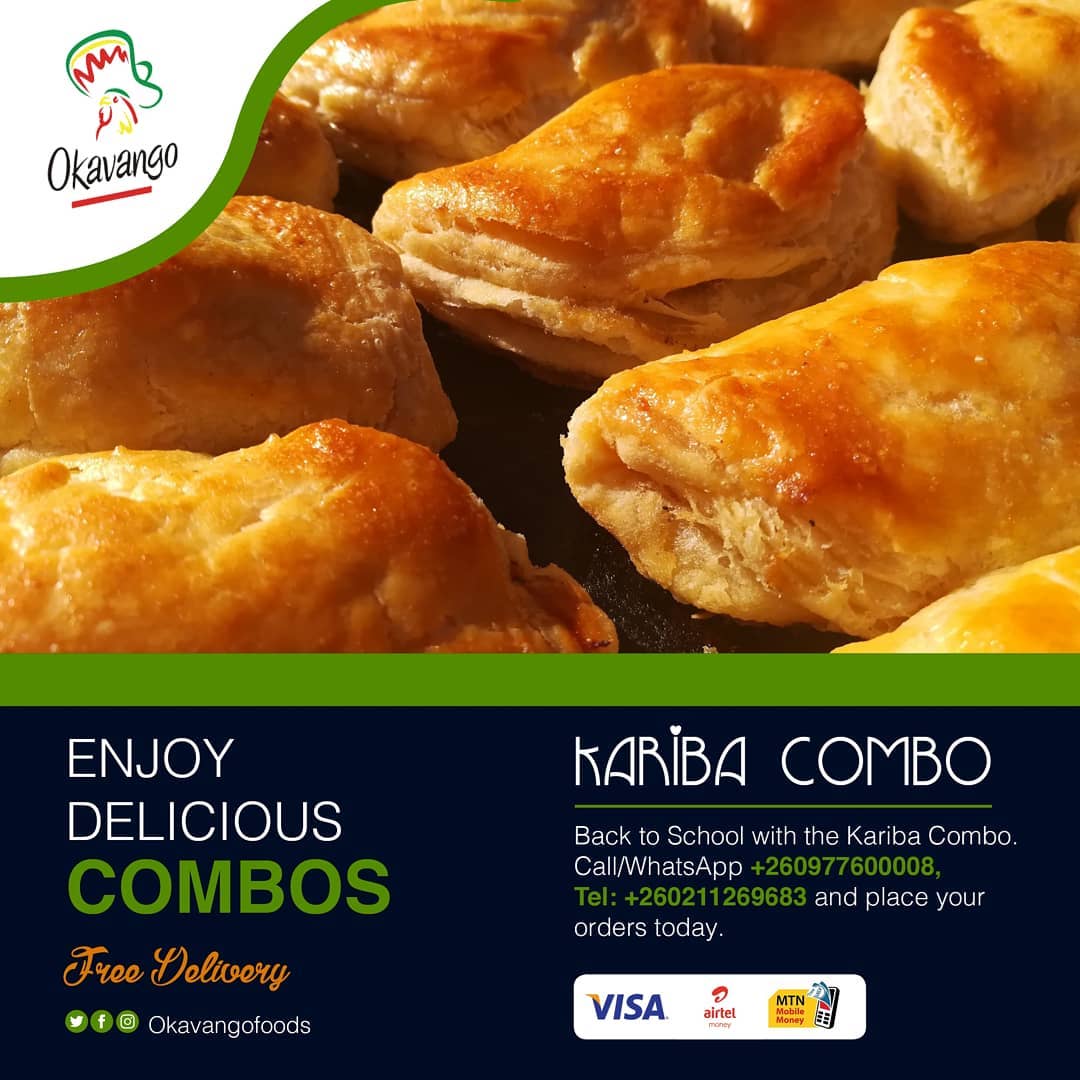 Okavango
ENJOY
DELICIOUS
COMBOS
Free Delivery
Okavangofoods
KARIBA COMBO
Back to School with the Kariba Combo.
Call/WhatsApp +260977600008,
Tel: +260211269683 and place your
orders today.
VISA
airtel
money
MTN
Mobile
Money